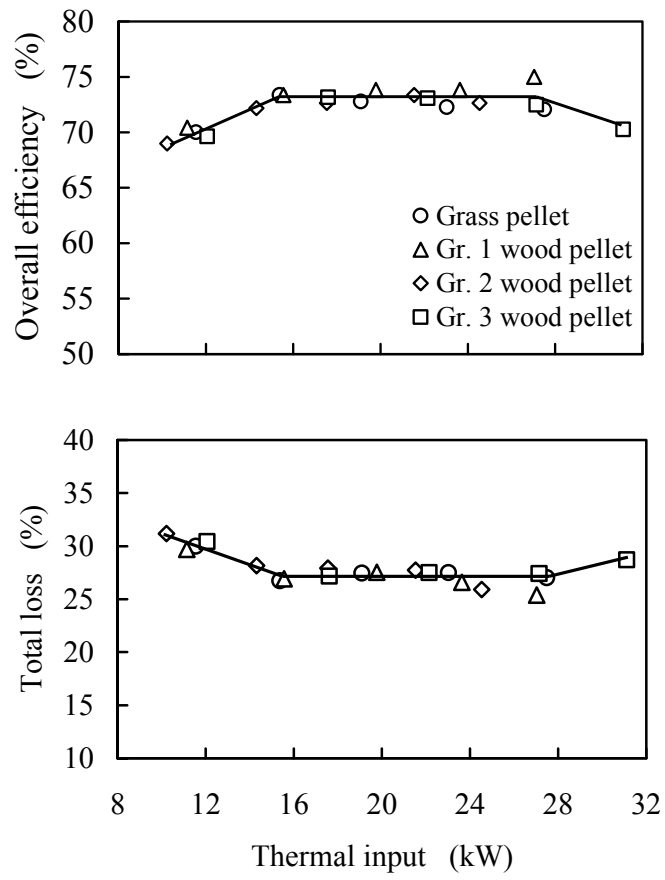 Overall efficiency (%)
80
75
70
65
60
55
50
Grass pellet
Gr. 1 wood pellet
Gr. 2 wood pellet
Gr. 3 wood pellet
Total loss (%)
40
35
30
25
20
15
10
8 12 16 20 24 28 32
Thermal input (kW)